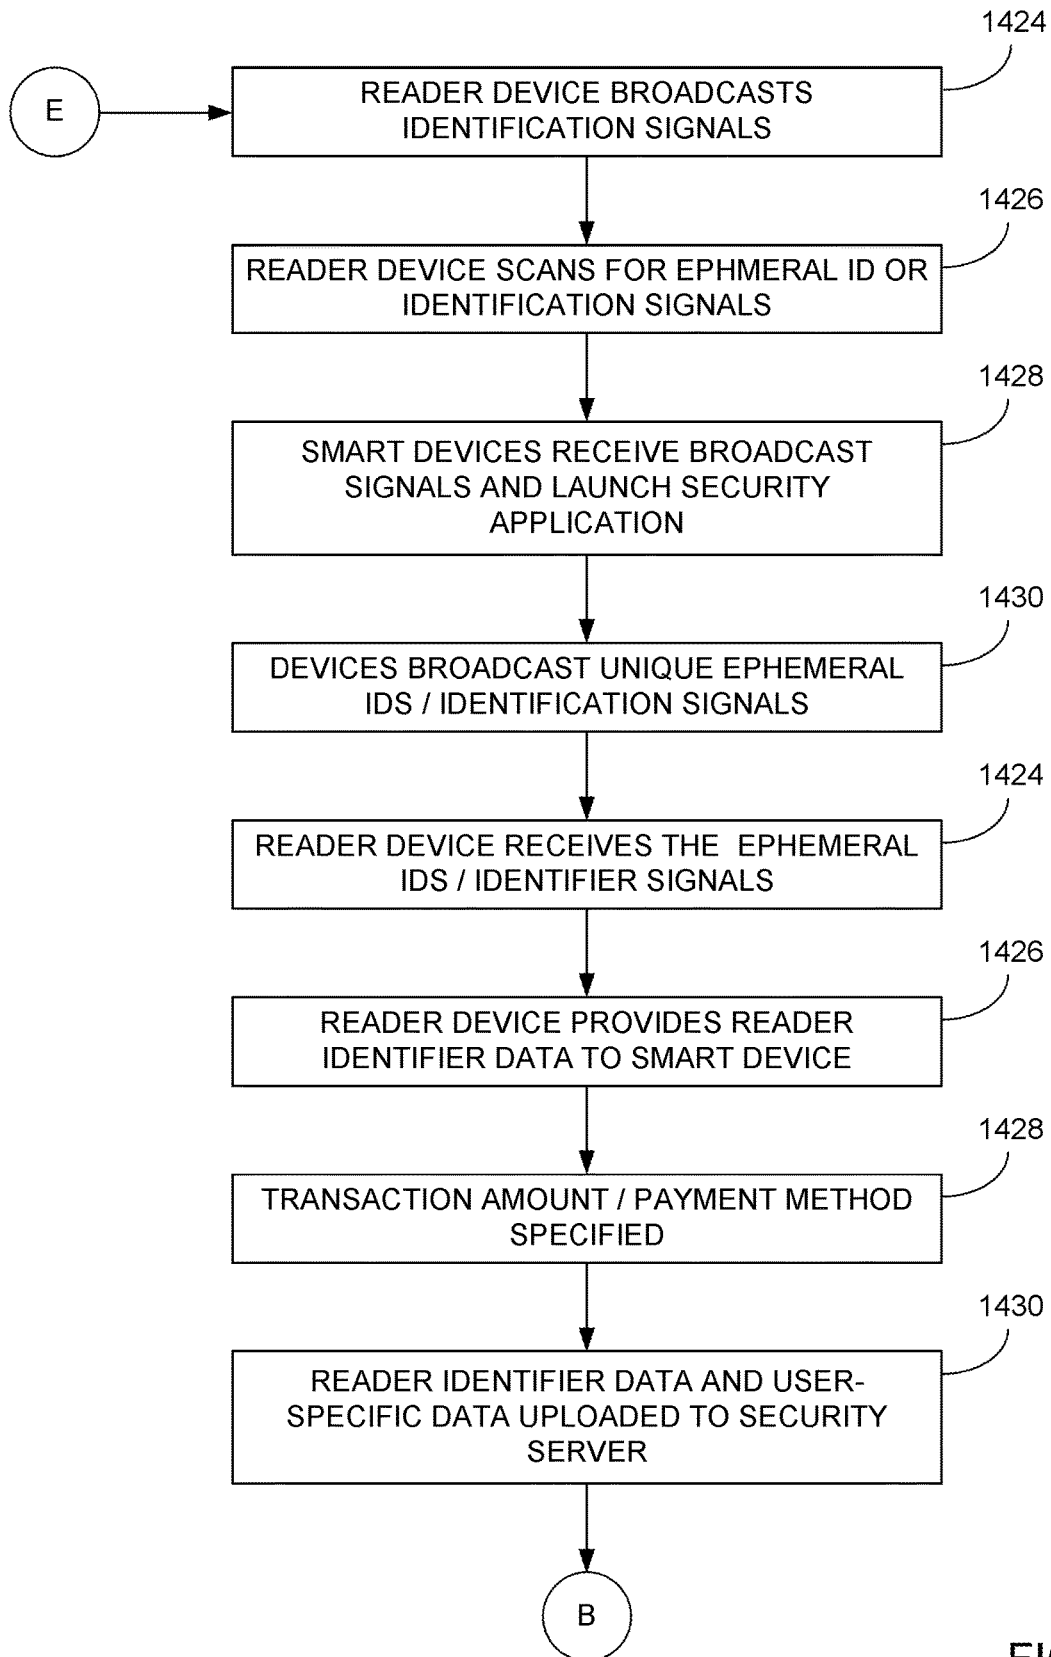 1424
E
READER DEVICE BROADCASTS
IDENTIFICATION SIGNALS
1426
READER DEVICE SCANS FOR EPHMERAL ID OR
IDENTIFICATION SIGNALS
1428
SMART DEVICES RECEIVE BROADCAST
SIGNALS AND LAUNCH SECURITY
APPLICATION
1430
DEVICES BROADCAST UNIQUE EPHEMERAL
IDS / IDENTIFICATION SIGNALS
1424
READER DEVICE RECEIVES THE EPHEMERAL
IDS / IDENTIFIER SIGNALS
1426
READER DEVICE PROVIDES READER
IDENTIFIER DATA TO SMART DEVICE
1428
TRANSACTION AMOUNT / PAYMENT METHOD
SPECIFIED
1430
READER IDENTIFIER DATA AND USER-
SPECIFIC DATA UPLOADED TO SECURITY
SERVER
B